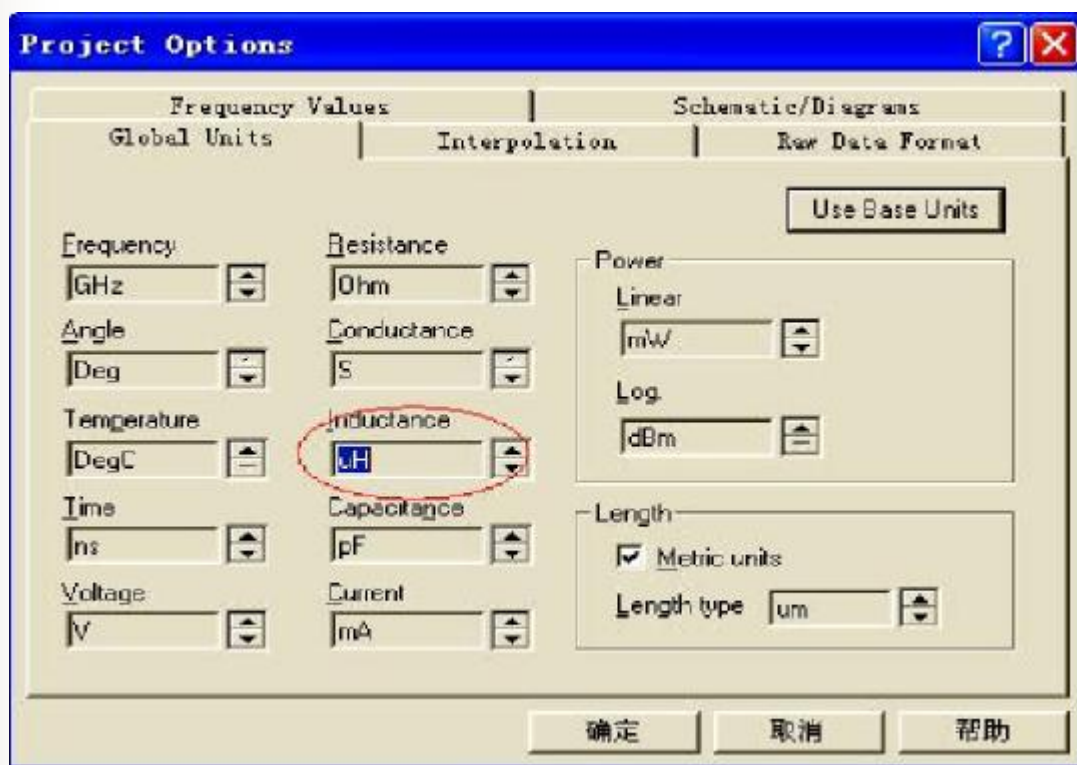 Project Options
Frequency Values
Schematic/Diagrams
Global Units
Interpolation
Raw Data Format
Use Base Units
Frequency
GHz
Angle
Deg
Temperature
DegC
Time
ns
Voltage
V
Resistance
Ohm
Conductance
S
Inductance
uH
Capacitance
pF
Current
mA
Power
Linear
mW
Log.
dBm
Length
Metric units
Length type
um
确定
取消
帮助